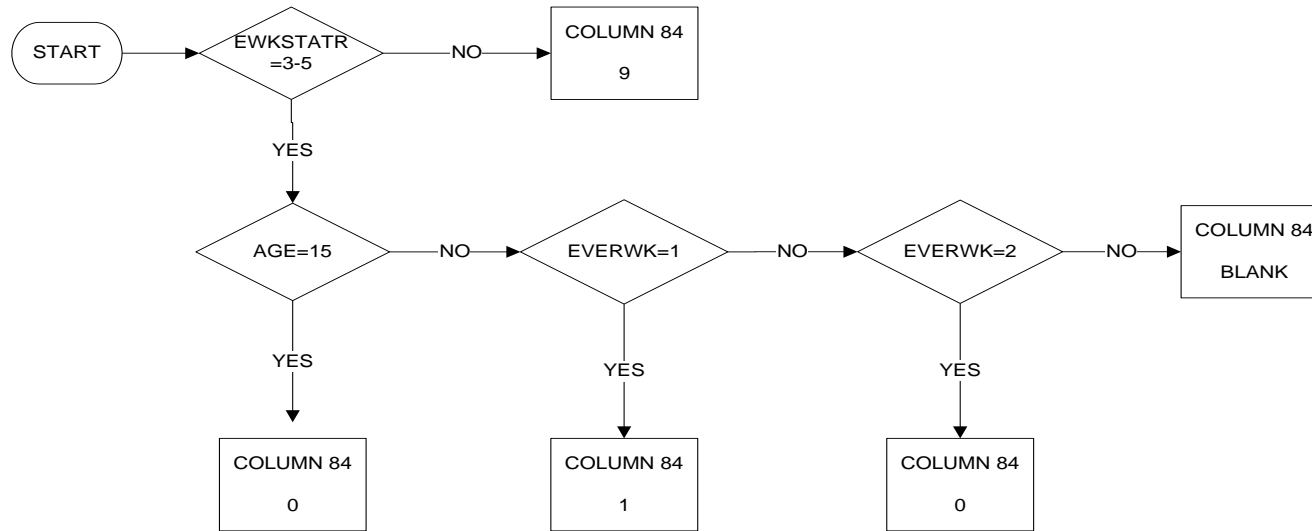 START
EWKSTATR
=3-5
NO
COLUMN 84
9
YES
AGE=15
NO
EVERWK=1
NO
EVERWK=2
NO
COLUMN 84
BLANK
YES
YES
YES
COLUMN 84
0
COLUMN 84
1
COLUMN 84
0